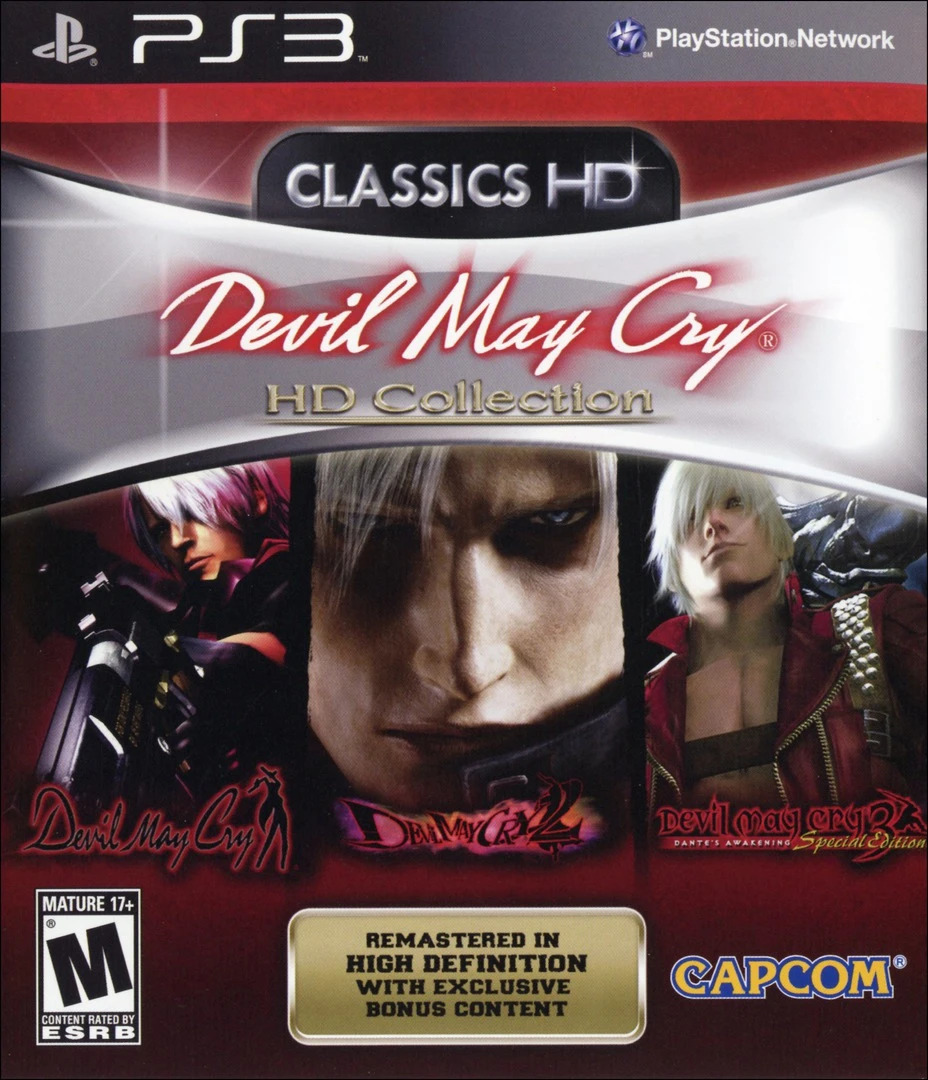 PS3™
PlayStation®Network
SM
CLASSICS HD
Devil May Cry®
HD Collection
Devil May Cry
Devil May Cry 2
Devil may cry 3
DANTE'S AWAKENING Special Edition
MATURE 17+
M
®
CONTENT RATED BY
ESRB
REMASTERED IN
HIGH DEFINITION
WITH EXCLUSIVE
BONUS CONTENT
CAPCOM®